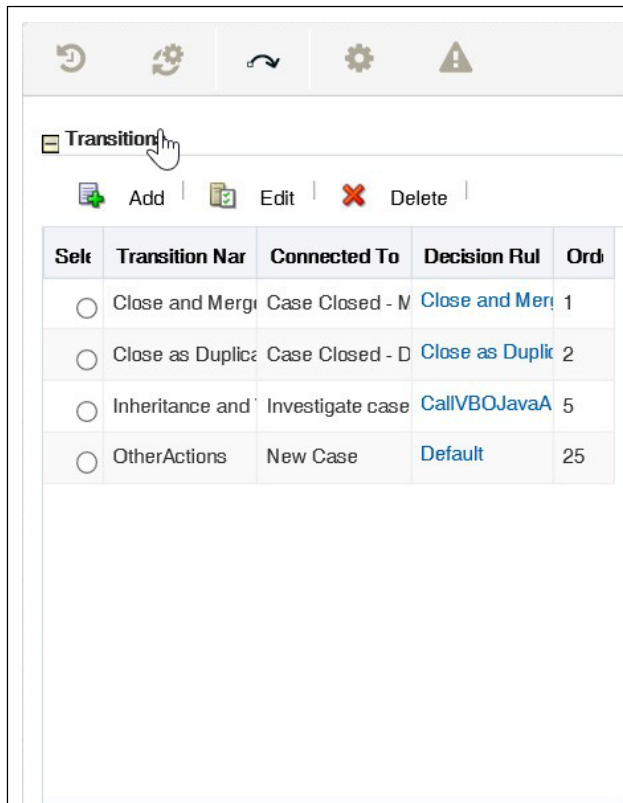 Transition
Add Edit Delete
Sele Transition Nar Connected To Decision Rul Ord
Close and Merg Case Closed - M Close and Mer 1
Close as Duplica Case Closed - D Close as Duplic 2
Inheritance and Investigate case CallVBOJavaA 5
OtherActions New Case Default 25